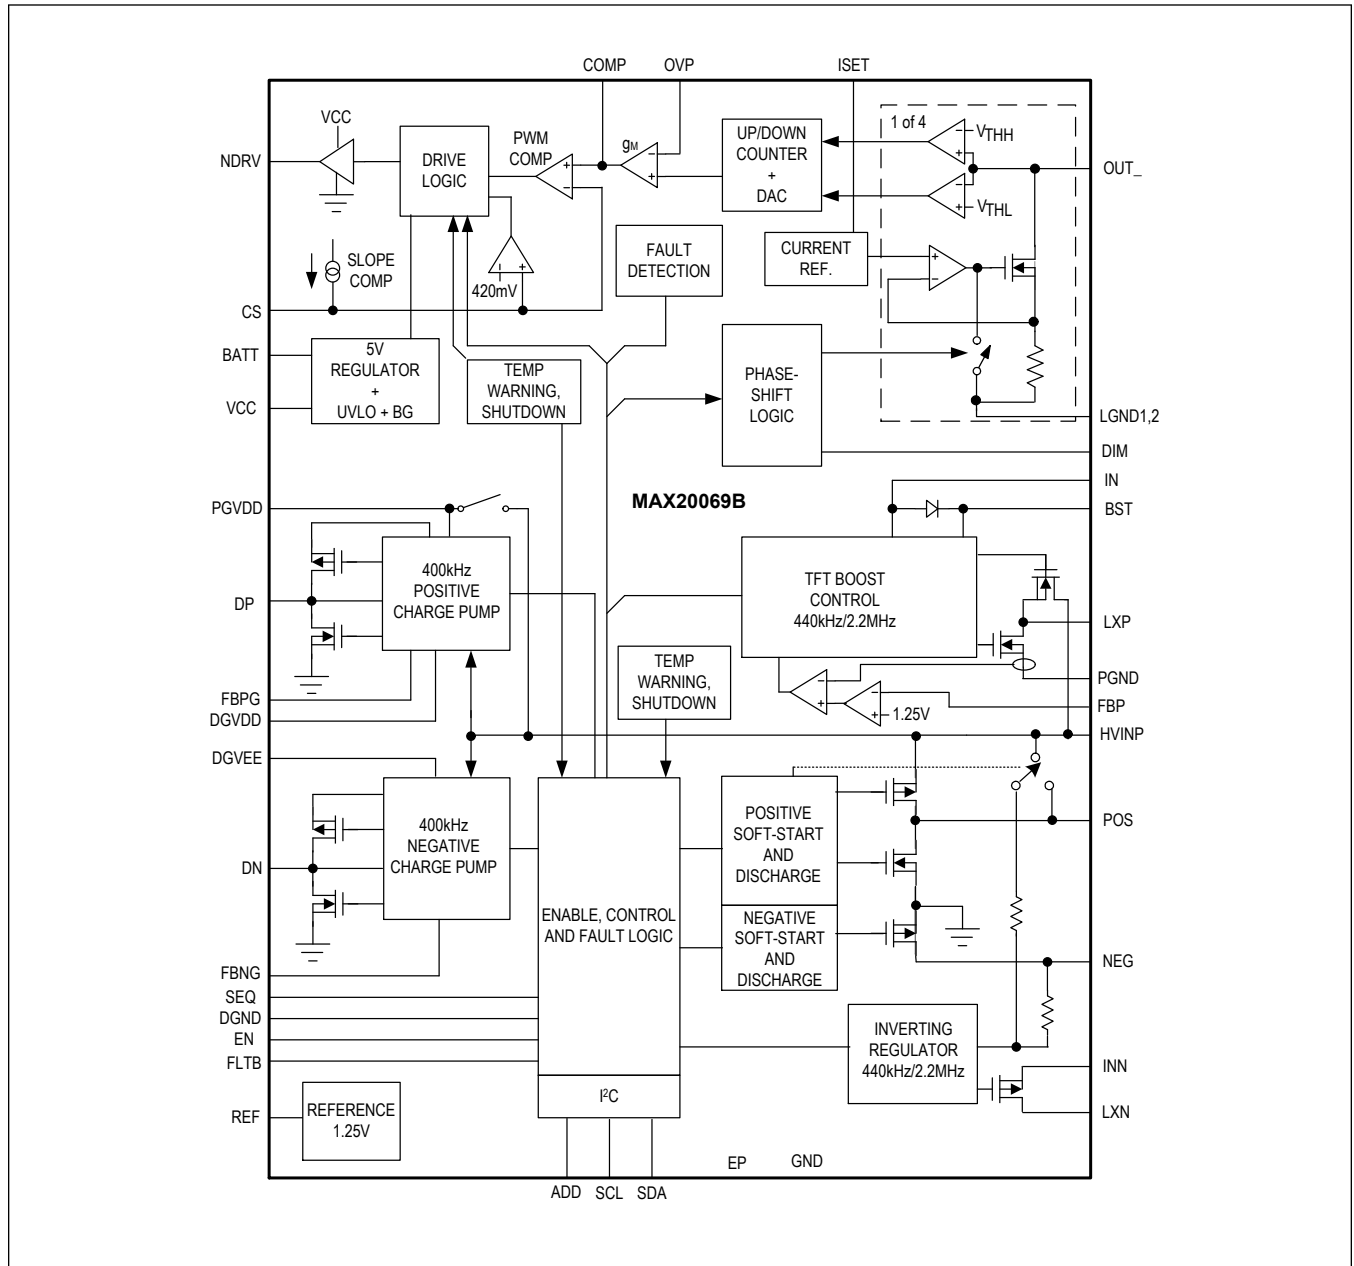 COMP
OVP
ISET
VCC
NDRV
DRIVE
LOGIC
PWM
COMP
+
−
gM
−
+
UP/DOWN
COUNTER
+
DAC
1 of 4
−
+
VTHH
−
+
VTHL
OUT_
SLOPE
COMP
420mV
−
+
FAULT
DETECTION
CURRENT
REF.
+
−
CS
BATT
VCC
5V
REGULATOR
+
UVLO + BG
TEMP
WARNING,
SHUTDOWN
PHASE-
SHIFT
LOGIC
LGND1,2
DIM
IN
BST
MAX20069B
PGVDD
400kHz
POSITIVE
CHARGE PUMP
DP
TFT BOOST
CONTROL
440kHz/2.2MHz
LXP
PGND
FBPG
DGVDD
TEMP
WARNING,
SHUTDOWN
−
+
−
+
1.25V
FBP
HVINP
DGVEE
400kHz
NEGATIVE
CHARGE PUMP
DN
POSITIVE
SOFT-START
AND
DISCHARGE
POS
ENABLE, CONTROL
AND FAULT LOGIC
NEGATIVE
SOFT-START
AND
DISCHARGE
NEG
FBNG
SEQ
DGND
EN
FLTB
INVERTING
REGULATOR
440kHz/2.2MHz
INN
LXN
I²C
REF
REFERENCE
1.25V
EP
GND
ADD
SCL
SDA